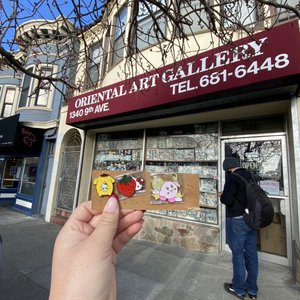 ORIENTAL ART GALLERY
1340 9TH AVE. TEL. 681-6448